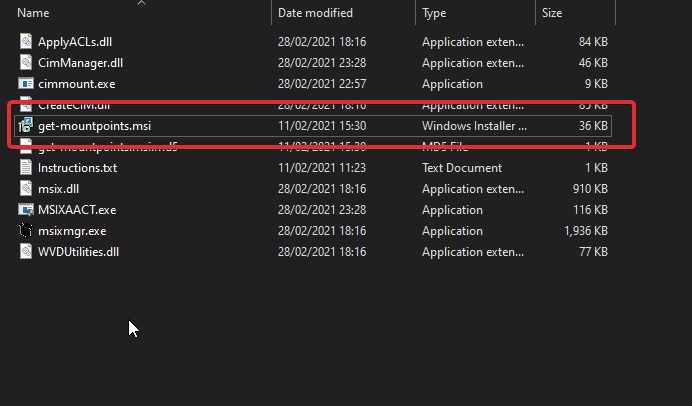 Name Date modified Type Size
ApplyACLs.dll 28/02/2021 18:16 Application exten... 84 KB
CimManager.dll 28/02/2021 23:28 Application exten... 46 KB
cimmount.exe 28/02/2021 22:57 Application 9 KB
CreateCIM.dll 28/02/2021 18:16 Application exten... 85 KB
get-mountpoints.msi 11/02/2021 15:30 Windows Installer ... 36 KB
get-mountpoints.msi.md5 11/02/2021 15:30 MD5 File 1 KB
Instructions.txt 11/02/2021 11:23 Text Document 1 KB
msix.dll 28/02/2021 18:16 Application exten... 910 KB
MSIXAACT.exe 28/02/2021 23:28 Application 116 KB
msixmgr.exe 28/02/2021 18:16 Application 1,936 KB
WVDUtilities.dll 28/02/2021 18:16 Application exten... 77 KB